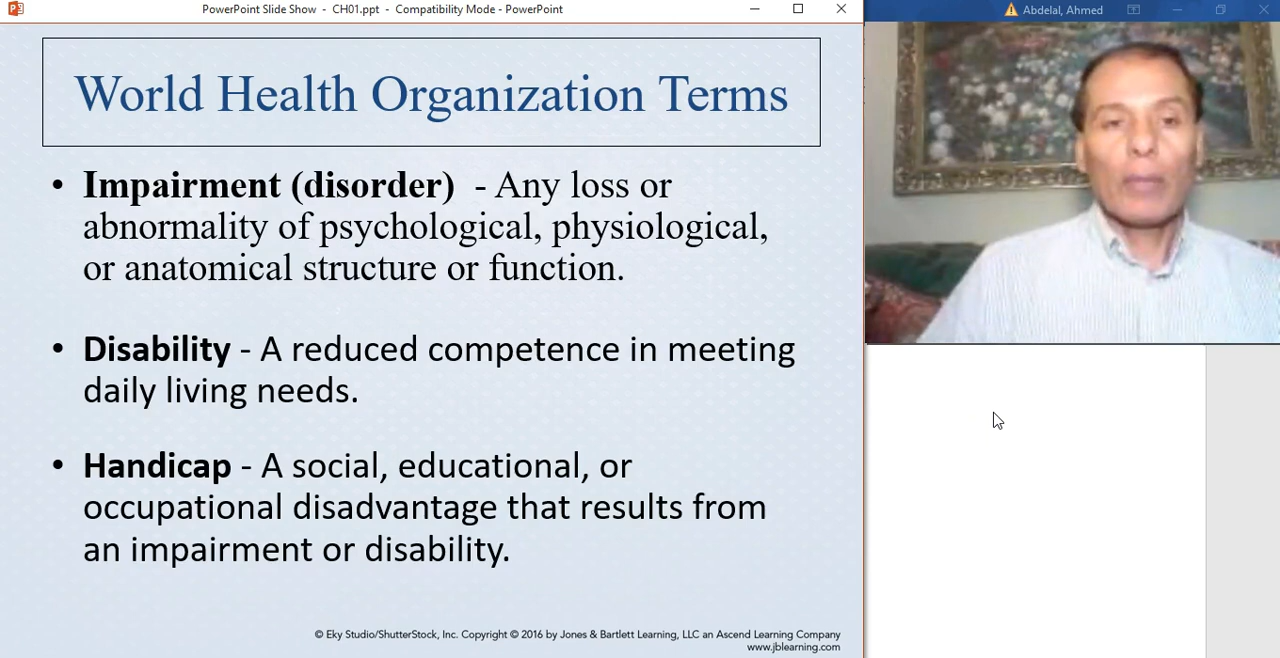 PowerPoint Slide Show - CH01.ppt - Compatibility Mode - PowerPoint
Abdelal, Ahmed
World Health Organization Terms
• Impairment (disorder) - Any loss or
abnormality of psychological, physiological,
or anatomical structure or function.
• Disability - A reduced competence in meeting
daily living needs.
• Handicap - A social, educational, or
occupational disadvantage that results from
an impairment or disability.
© Eky Studio/ShutterStock, Inc. Copyright © 2016 by Jones & Bartlett Learning, LLC an Ascend Learning Company
www.jblearning.com